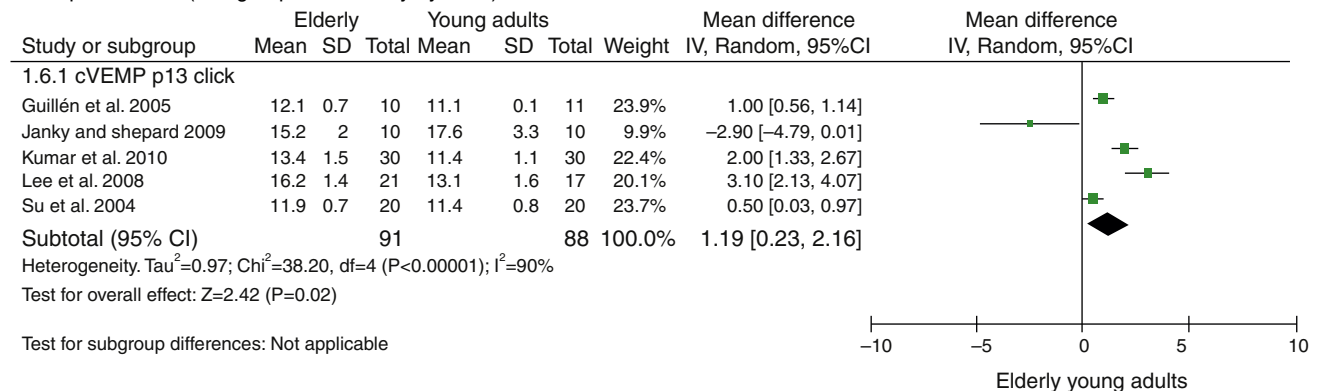 Elderly Young adults Mean difference Mean difference
Study or subgroup Mean SD Total Mean SD Total Weight IV, Random, 95%CI IV, Random, 95%CI
1.6.1 cVEMP p13 click
Guillén et al. 2005 12.1 0.7 10 11.1 0.1 11 23.9% 1.00 [0.56, 1.14]
Janky and shepard 2009 15.2 2 10 17.6 3.3 10 9.9% −2.90 [−4.79, 0.01]
Kumar et al. 2010 13.4 1.5 30 11.4 1.1 30 22.4% 2.00 [1.33, 2.67]
Lee et al. 2008 16.2 1.4 21 13.1 1.6 17 20.1% 3.10 [2.13, 4.07]
Su et al. 2004 11.9 0.7 20 11.4 0.8 20 23.7% 0.50 [0.03, 0.97]
Subtotal (95% CI) 91 88 100.0% 1.19 [0.23, 2.16]
Heterogeneity. Tau²=0.97; Chi²=38.20, df=4 (P<0.00001); I²=90%
Test for overall effect: Z=2.42 (P=0.02)
Test for subgroup differences: Not applicable
−10 −5 0 5 10
Elderly young adults